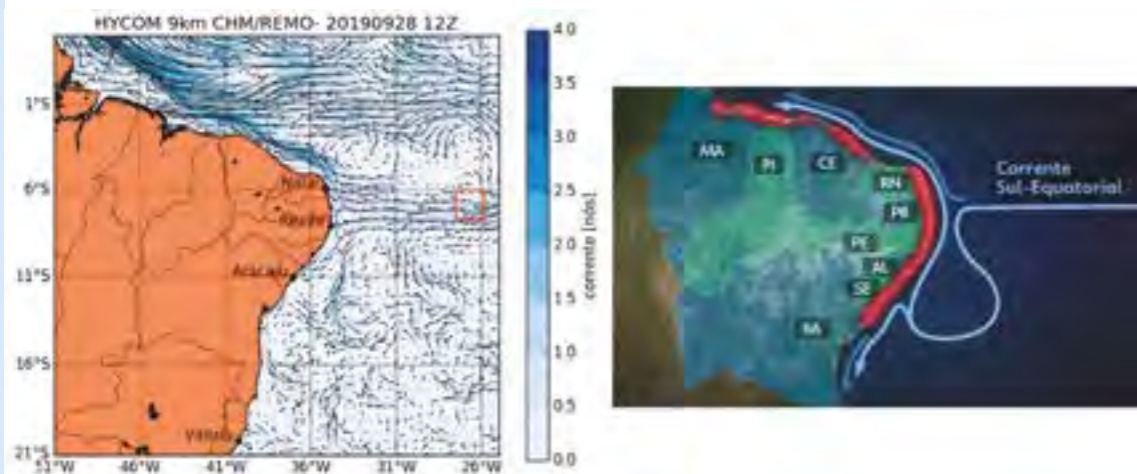 HYCOM 9km CHM/REMO- 20190928 12Z
1°S
6°S
11°S
16°S
21°S
51°W
46°W
41°W
36°W
31°W
26°W
Natal
Recife
Aracaju
Vitória
4.0
3.5
3.0
2.5
2.0
1.5
1.0
0.5
0.0
corrente (nós)
MA
PI
CE
RN
PB
PE
AL
SE
BA
Corrente
Sul-Equatorial